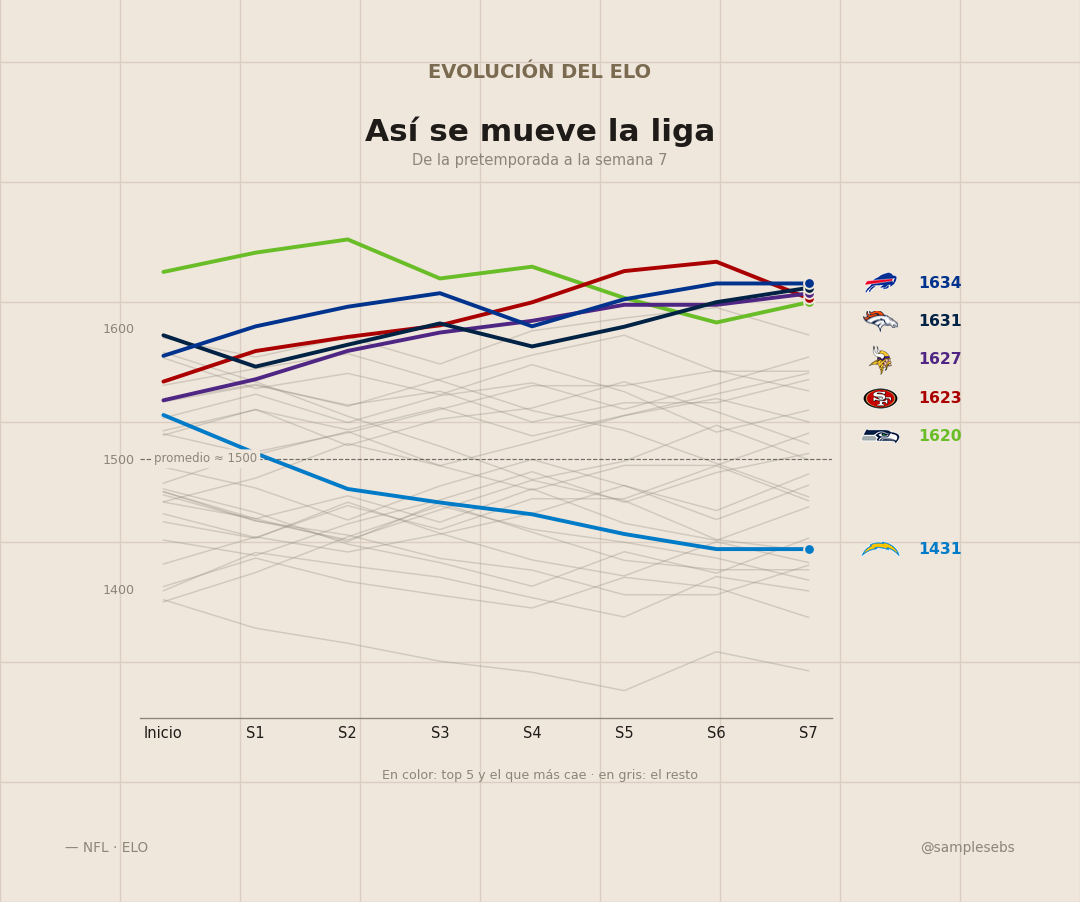 EVOLUCIÓN DEL ELO
Así se mueve la liga
De la pretemporada a la semana 7
1634
1600
1631
1627
1623
SF
1620
1500
promedio ≈ 1500
1431
1400
Inicio S1 S2 S3 S4 S5 S6 S7
En color: top 5 y el que más cae · en gris: el resto
— NFL · ELO
@samplesebs